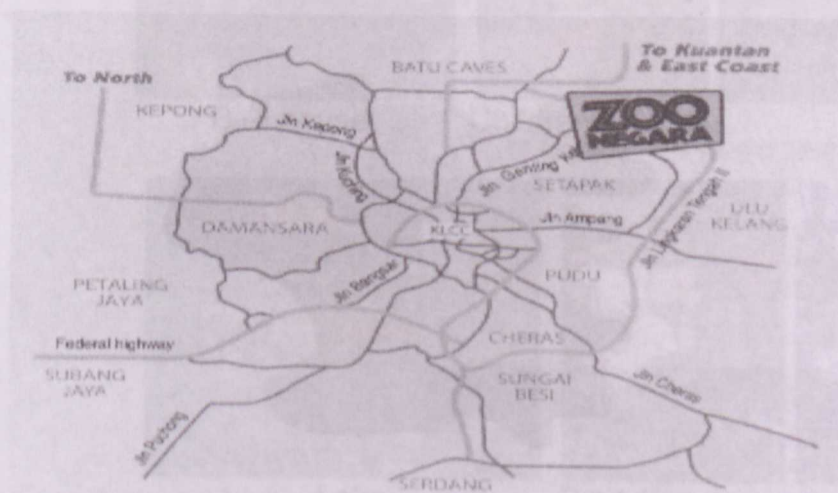 To North
To Kuantan
& East Coast
BATU CAVES
KEPONG
ZOO
NEGARA
Jln Kepong
Jln Kuching
Jln Genting
SETAPAK
Jln Ampang
ULU
KELANG
DAMANSARA
KLCC
Jln Lingkaran Tengah II
PETALING
JAYA
Jln Bangsar
PUDU
Federal highway
CHERAS
SUBANG
JAYA
SUNGAI
BESI
Jln Cheras
Jln Puchong
SERDANG